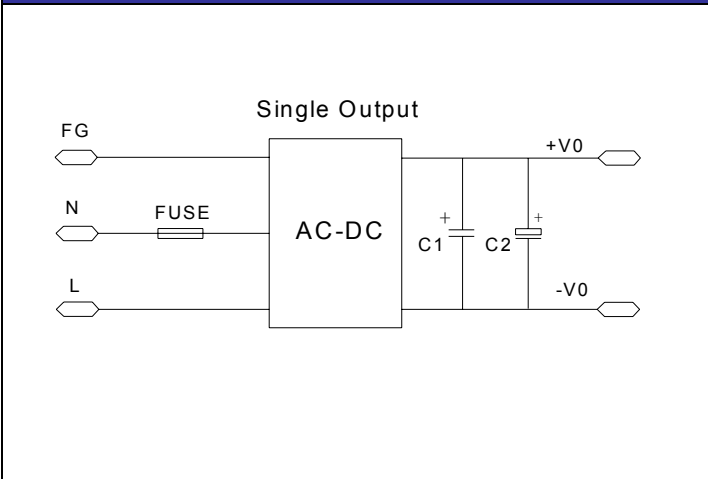 Single Output
FG
+V0
N
FUSE
AC-DC
+
+
C1
C2
L
-V0